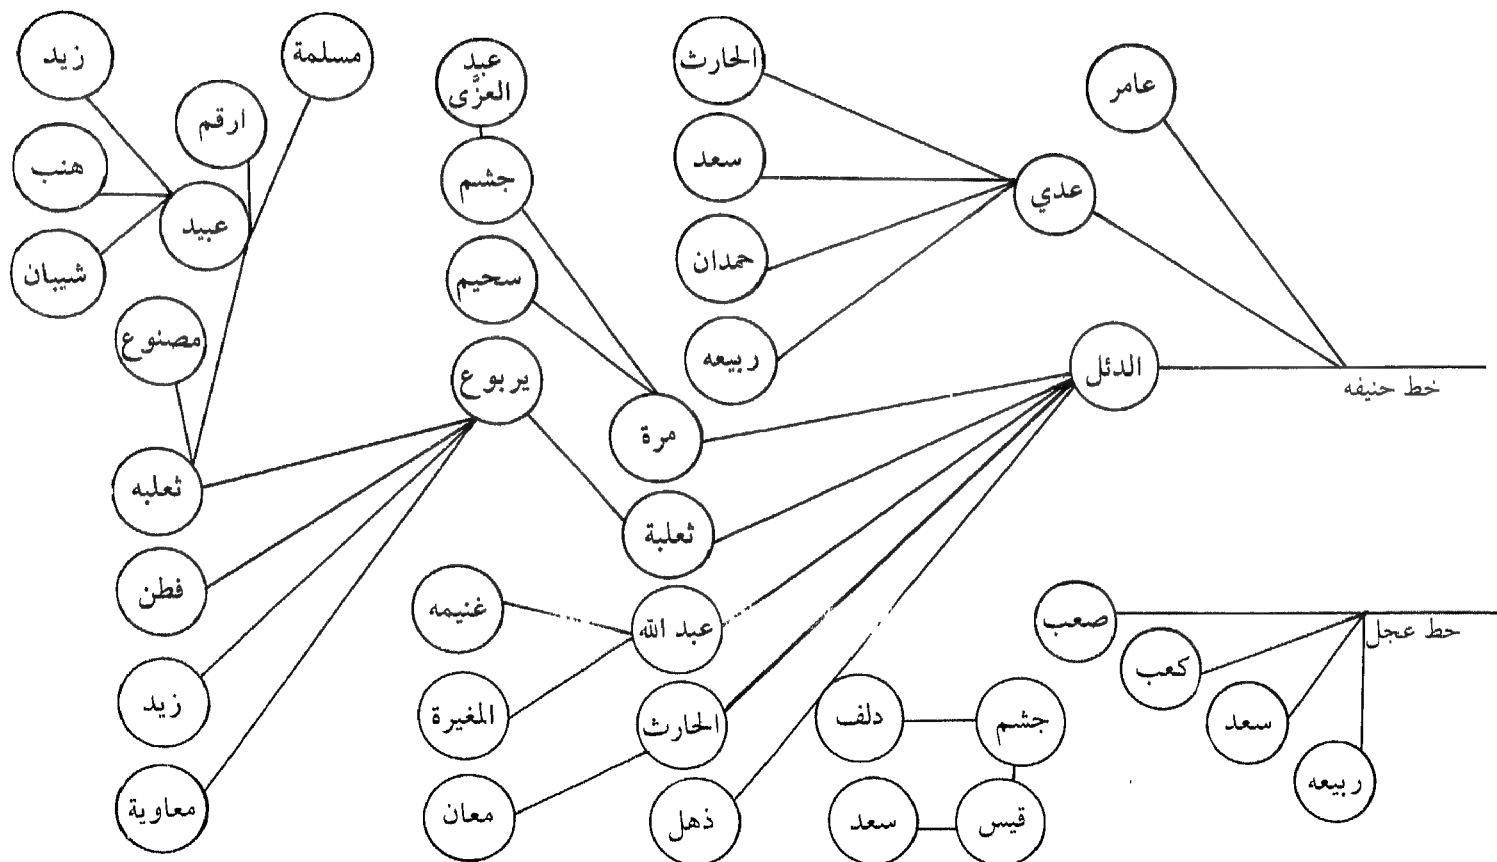 عامر
الحارث
سعد
عدي
حمدان
ربيعه
خط حنيفه
الدئل
عبد
العزَّى
جشم
سحيم
يربوع
مرة
ثعلبة
عبد الله
غنيمه
المغيرة
الحارث
معان
ذهل
مسلمة
ارقم
زيد
هنب
عبيد
شيبان
مصنوع
ثعلبه
فطن
زيد
معاوية
حط عجل
صعب
كعب
سعد
ربيعه
جشم
دلف
قيس
سعد